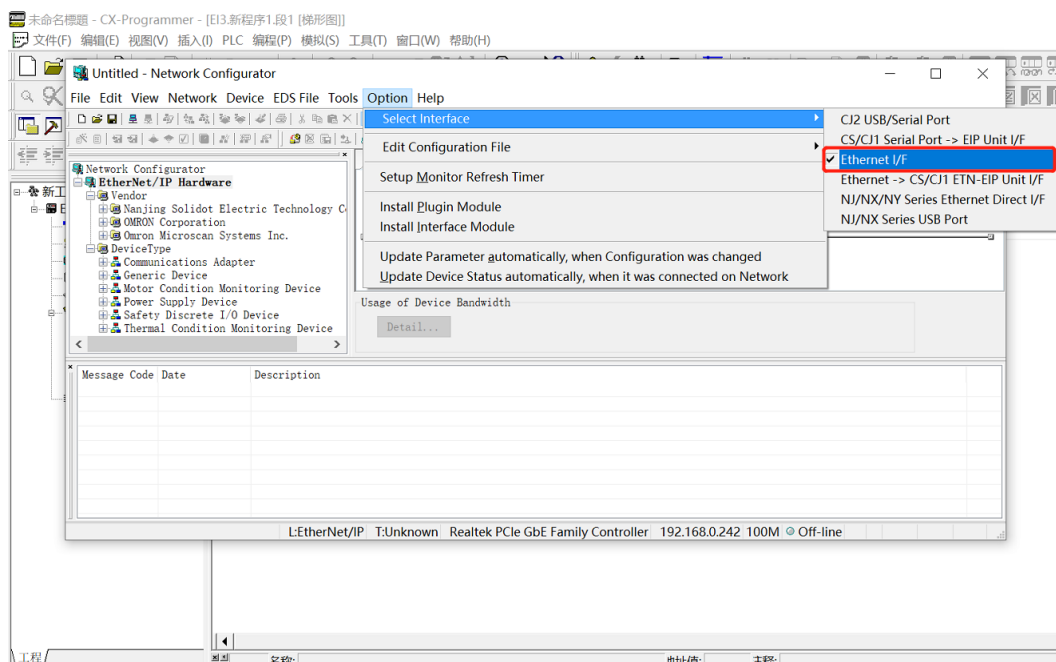 未命名標題 - CX-Programmer - [EI3.新程序1.段1 [梯形图]]
文件(F) 编辑(E) 视图(V) 插入(I) PLC 编程(P) 模拟(S) 工具(T) 窗口(W) 帮助(H)
Untitled - Network Configurator
File Edit View Network Device EDS File Tools Option Help
Select Interface
Edit Configuration File
Setup Monitor Refresh Timer
Install Plugin Module
Install Interface Module
Update Parameter automatically, when Configuration was changed
Update Device Status automatically, when it was connected on Network
CJ2 USB/Serial Port
CS/CJ1 Serial Port -> EIP Unit I/F
Ethernet I/F
Ethernet -> CS/CJ1 ETN-EIP Unit I/F
NJ/NX/NY Series Ethernet Direct I/F
NJ/NX Series USB Port
新工
Network Configurator
EtherNet/IP Hardware
Vendor
Nanjing Solidot Electric Technology
OMRON Corporation
Omron Microscan Systems Inc.
DeviceType
Communications Adapter
Generic Device
Motor Condition Monitoring Device
Power Supply Device
Safety Discrete I/O Device
Thermal Condition Monitoring Device
Usage of Device Bandwidth
Detail...
Message Code Date Description
L:EtherNet/IP T:Unknown Realtek PCIe GbE Family Controller 192.168.0.242 100M Off-line
工程
名称:
地址值:
注释: